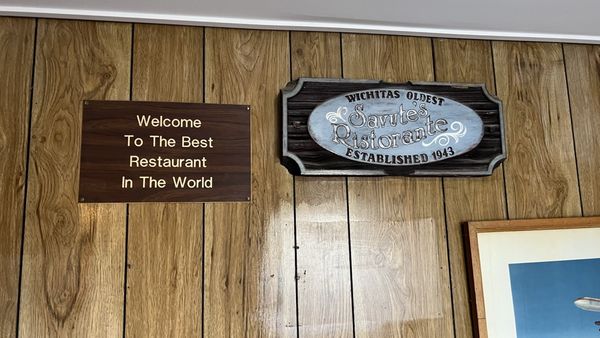 Welcome
To The Best
Restaurant
In The World
WICHITAS OLDEST
Savute's
Ristorante
ESTABLISHED 1943